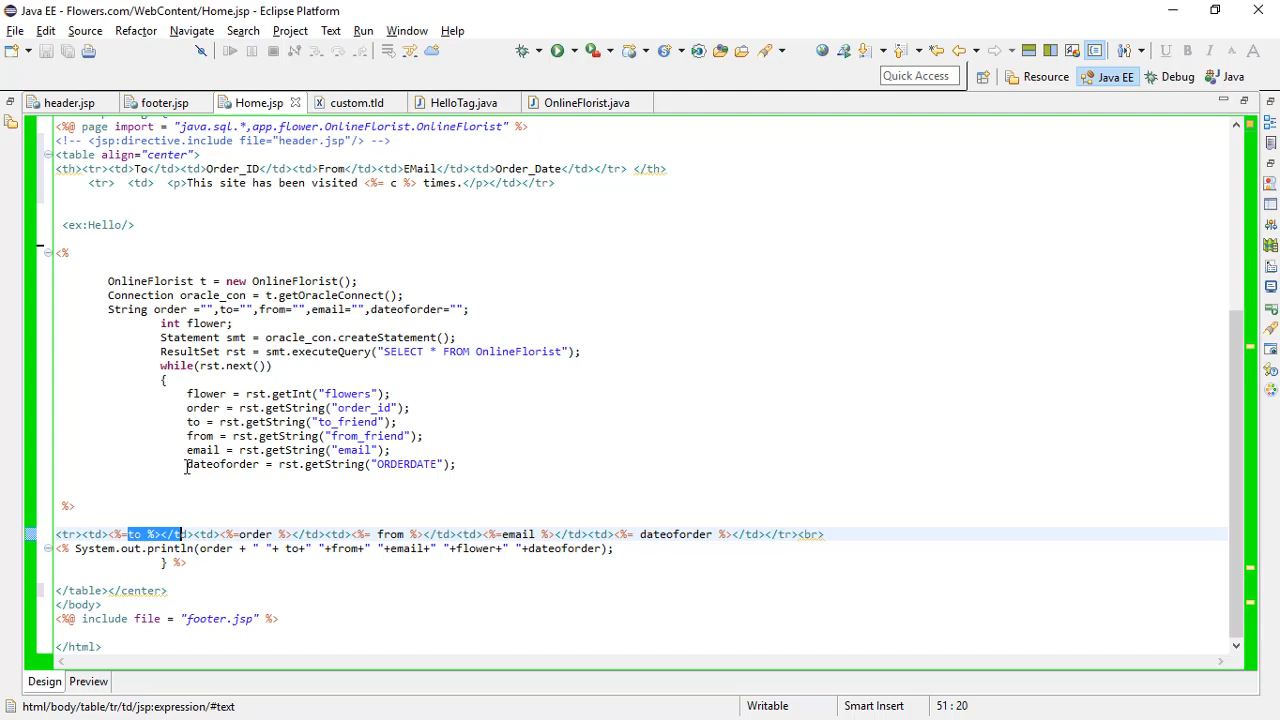 Java EE - Flowers.com/WebContent/Home.jsp - Eclipse Platform
File Edit Source Refactor Navigate Search Project Text Run Window Help
Quick Access Resource Java EE Debug Java
header.jsp footer.jsp Home.jsp custom.tld HelloTag.java OnlineFlorist.java
<%@ page import = "java.sql.*,app.flower.OnlineFlorist.OnlineFlorist" %>
<!-- <jsp:directive.include file="header.jsp"/> -->
<table align="center">
<th><tr><td>To</td><td>Order_ID</td><td>From</td><td>EMail</td><td>Order_Date</td></tr> </th>
<tr> <td> <p>This site has been visited <%= c %> times.</p></td></tr>
<ex:Hello/>
<%
OnlineFlorist t = new OnlineFlorist();
Connection oracle_con = t.getOracleConnect();
String order ="",to="",from="",email="",dateoforder="";
int flower;
Statement smt = oracle_con.createStatement();
ResultSet rst = smt.executeQuery("SELECT * FROM OnlineFlorist");
while(rst.next())
{
flower = rst.getInt("flowers");
order = rst.getString("order_id");
to = rst.getString("to_friend");
from = rst.getString("from_friend");
email = rst.getString("email");
dateoforder = rst.getString("ORDERDATE");
%>
<tr><td><%=to %></td><td><%=order %></td><td><%= from %></td><td><%=email %></td><td><%= dateoforder %></td></tr><br>
<% System.out.println(order + " "+ to+" "+from+" "+email+" "+flower+" "+dateoforder);
} %>
</table></center>
</body>
<%@ include file = "footer.jsp" %>
</html>
Design Preview
html/body/table/tr/td/jsp:expression/#text Writable Smart Insert 51 : 20